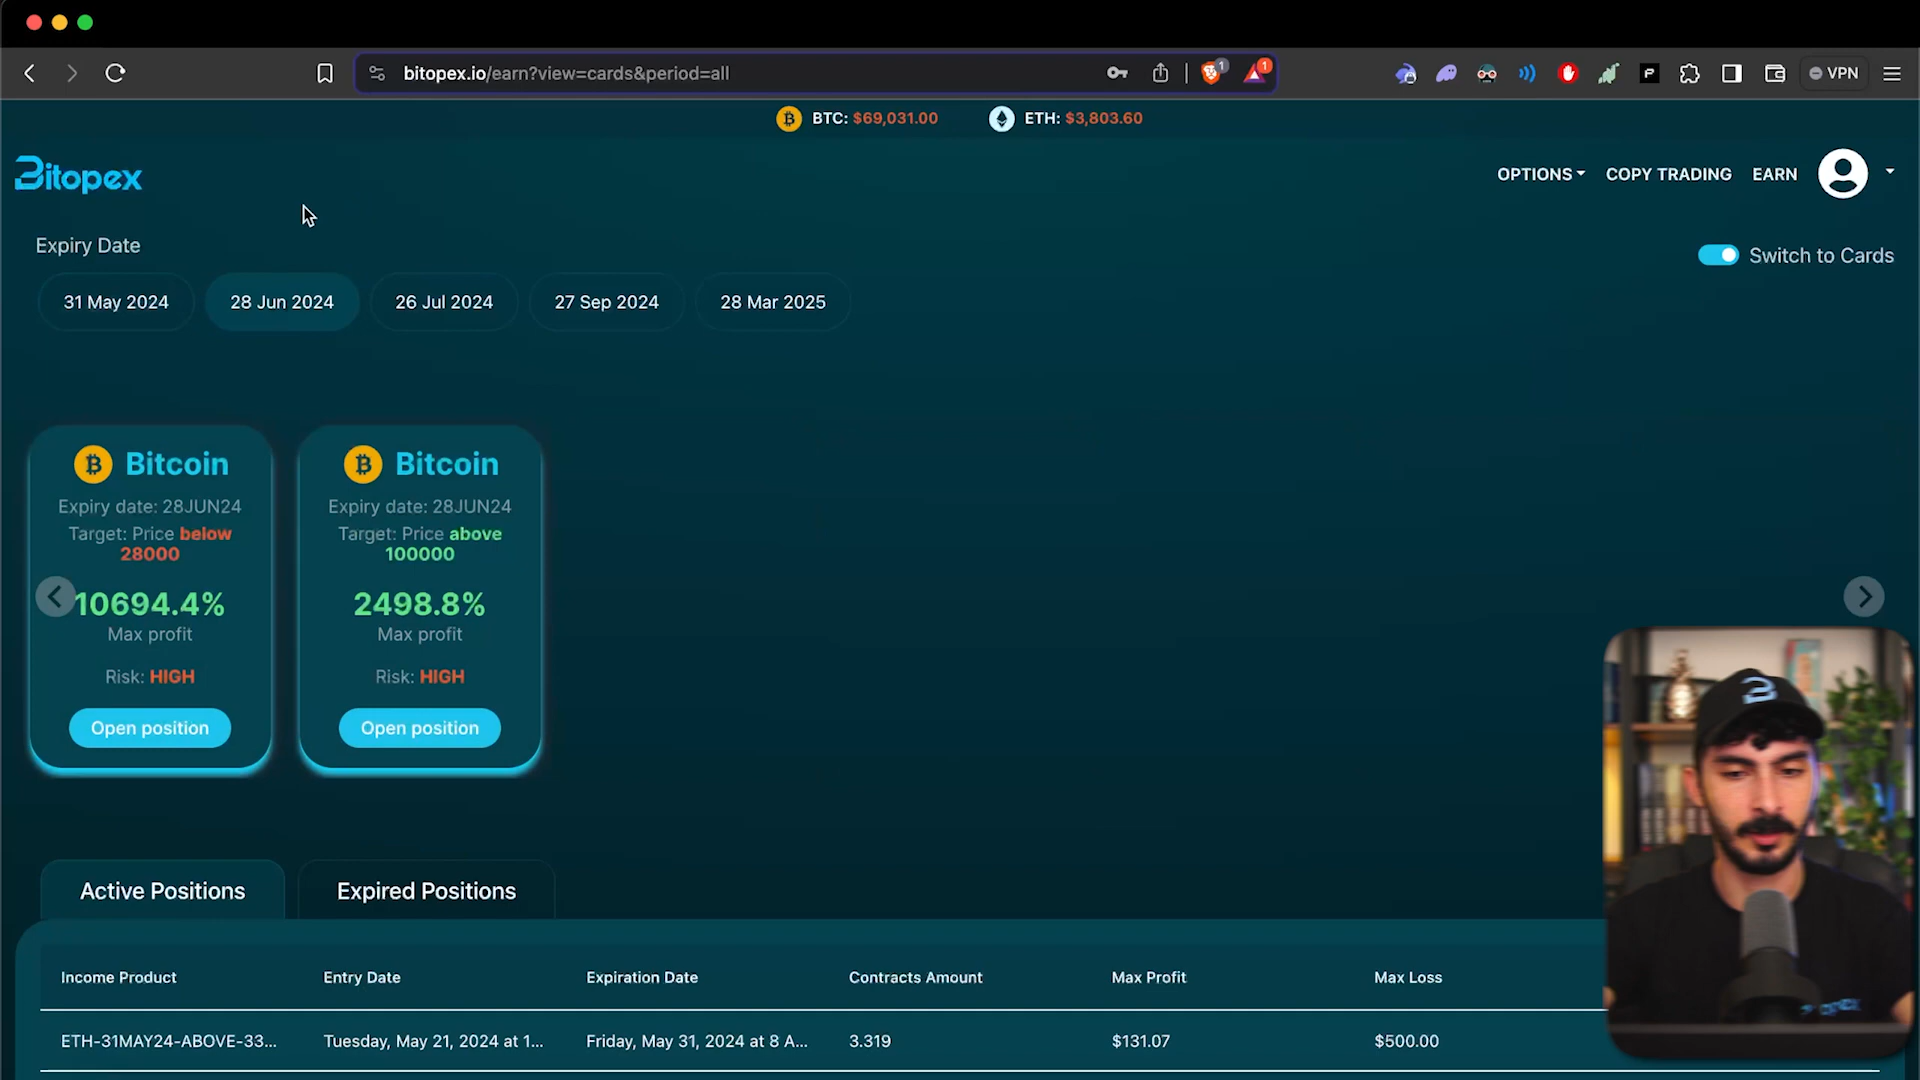 bitopex.io/earn?view=cards&period=all
1
1
VPN
BTC: $69,031.00
ETH: $3,803.60
Bitopex
OPTIONS
COPY TRADING
EARN
Expiry Date
Switch to Cards
31 May 2024
28 Jun 2024
26 Jul 2024
27 Sep 2024
28 Mar 2025
Bitcoin
Expiry date: 28JUN24
Target: Price below
28000
10694.4%
Max profit
Risk: HIGH
Open position
Bitcoin
Expiry date: 28JUN24
Target: Price above
100000
2498.8%
Max profit
Risk: HIGH
Open position
Active Positions
Expired Positions
Income Product
Entry Date
Expiration Date
Contracts Amount
Max Profit
Max Loss
ETH-31MAY24-ABOVE-33...
Tuesday, May 21, 2024 at 1...
Friday, May 31, 2024 at 8 A...
3.319
$131.07
$500.00